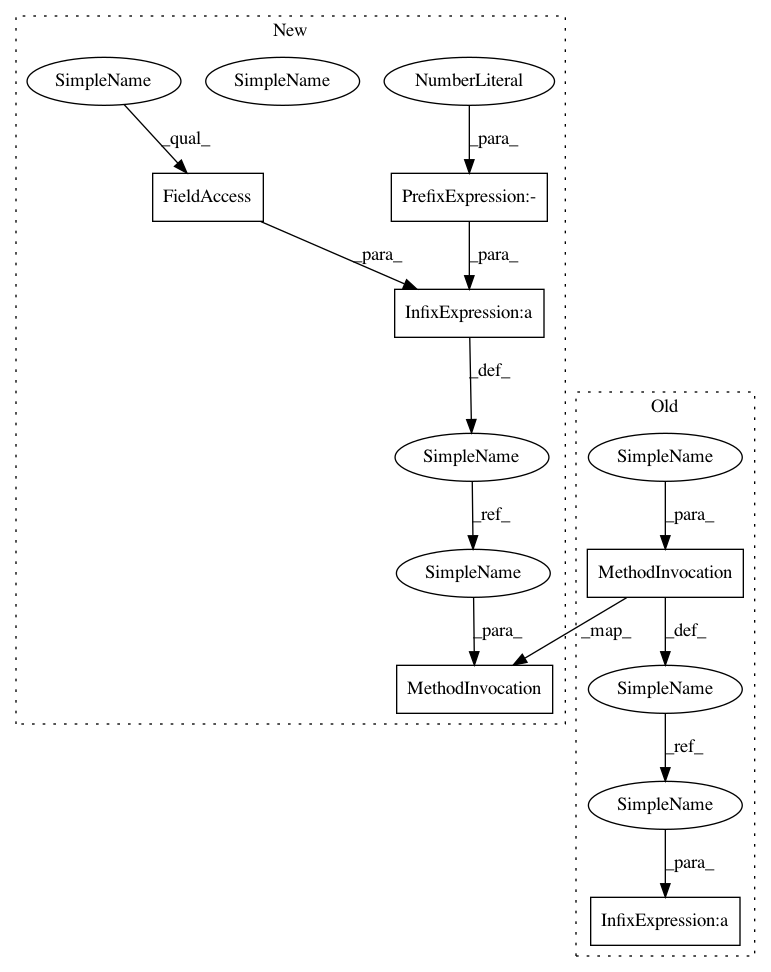 New
SimpleName SimpleName NumberLiteral
_qual_ _para_
FieldAccess PrefixExpression:-
_para_ _para_
InfixExpression:a
_def_
Old
SimpleName SimpleName
_ref_ _para_
SimpleName MethodInvocation
_para_ _map_ _def_
MethodInvocation SimpleName
_ref_
SimpleName
_para_
InfixExpression:a